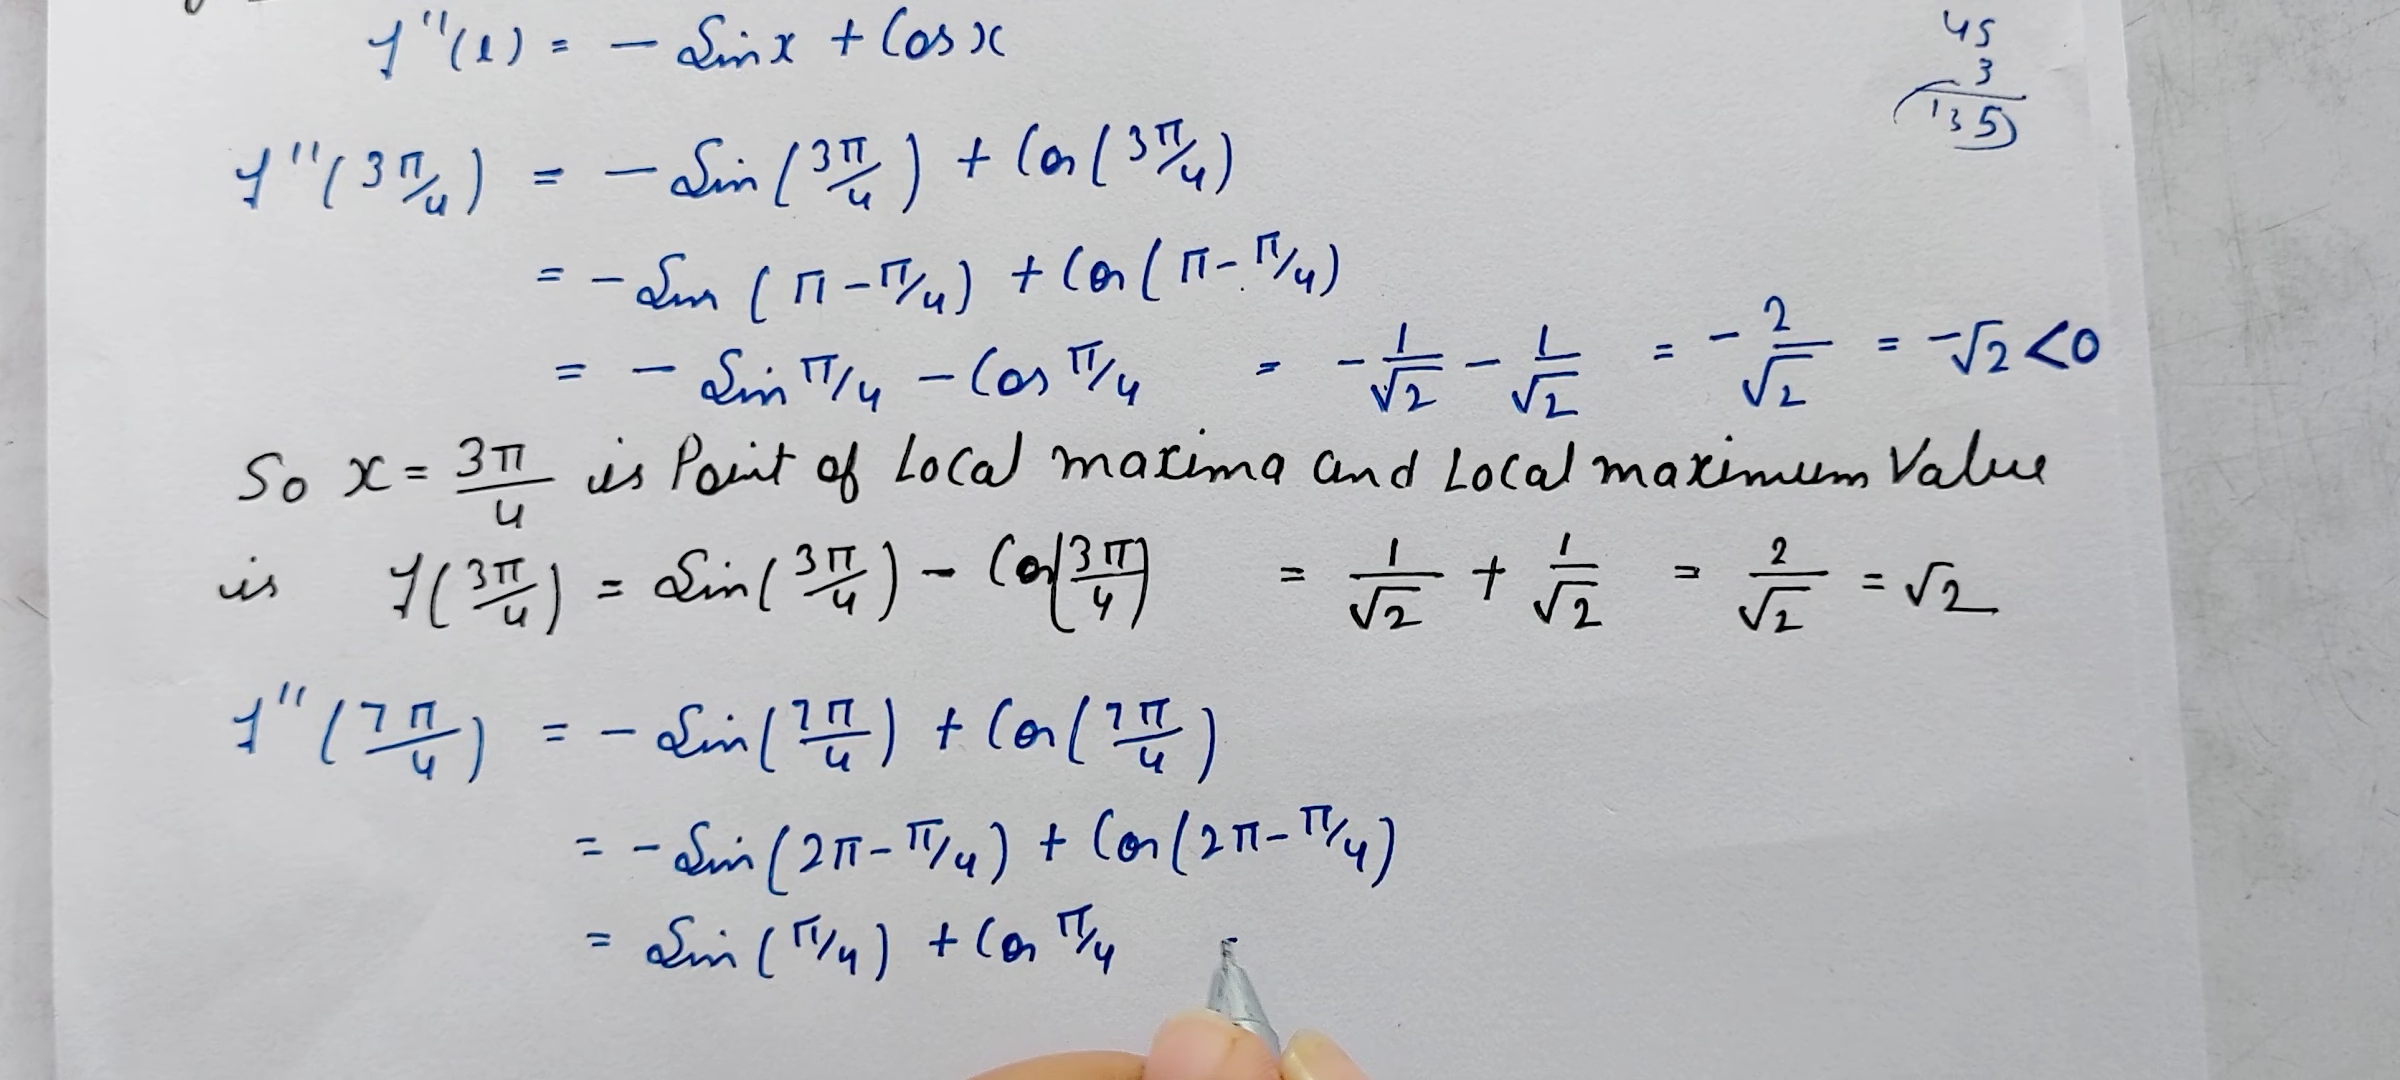 f''(x) = - Sin x + Cos x
45
3
135
f''(3π/4) = - Sin(3π/4) + Cos(3π/4)
= - Sin(π - π/4) + Cos(π - π/4)
= - Sin π/4 - Cos π/4 = - 1/√2 - 1/√2 = - 2/√2 = -√2 < 0
So x = 3π/4 is Point of Local maxima and Local maximum Value
is f(3π/4) = Sin(3π/4) - Cos(3π/4) = 1/√2 + 1/√2 = 2/√2 = √2
f''(7π/4) = - Sin(7π/4) + Cos(7π/4)
= - Sin(2π - π/4) + Cos(2π - π/4)
= Sin(π/4) + Cos π/4